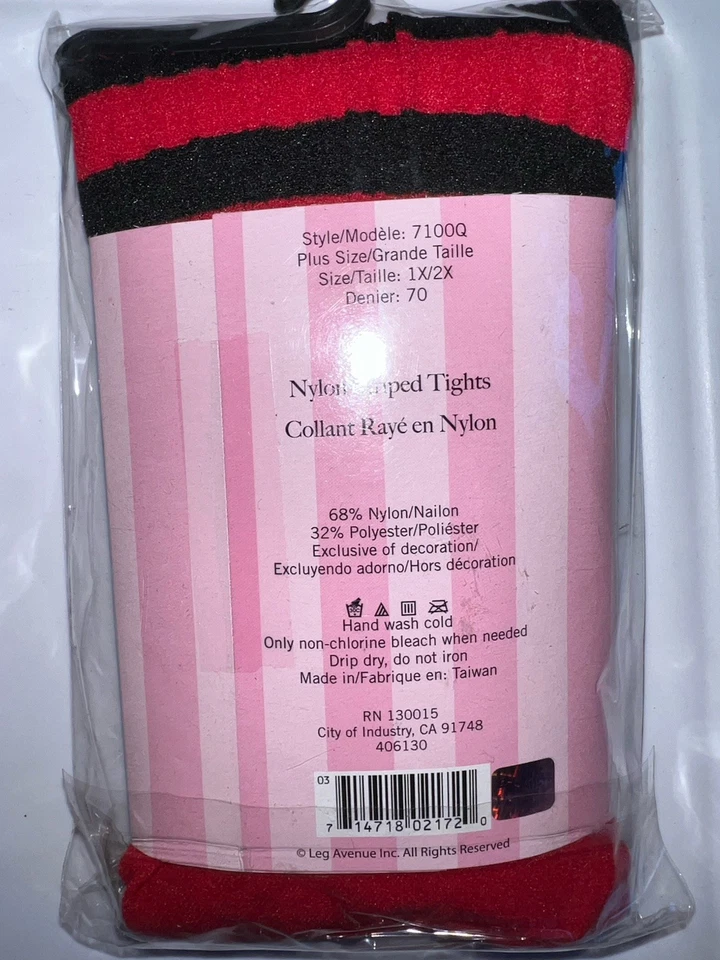 Style/Modèle: 7100Q
Plus Size/Grande Taille
Size/Taille: 1X/2X
Denier: 70
Nylon Tights
Collant Rayé en Nylon
68% Nylon/Nailon
32% Polyester/Poliéster
Exclusive of decoration/
Excluyendo adorno/Hors décoration
Hand wash cold
Only non-chlorine bleach when needed
Drip dry, do not iron
Made in/Fabrique en: Taiwan
RN 130015
City of Industry, CA 91748
406130
03
7 14718 02172 0
© Leg Avenue Inc. All Rights Reserved